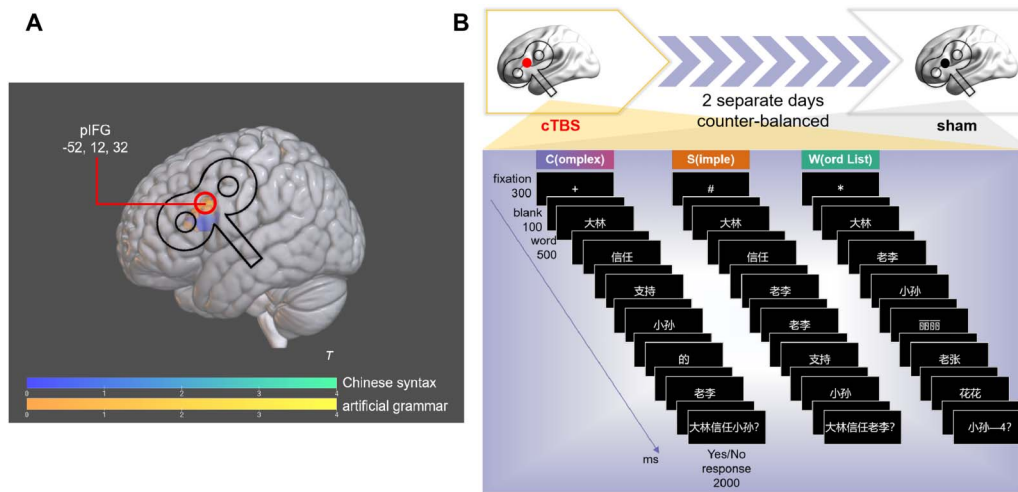 A
pIFG
-52, 12, 32
T
Chinese syntax
0 1 2 3 4
artificial grammar
0 1 2 3 4
B
2 separate days
counter-balanced
cTBS
sham
C(omplex)
S(imple)
W(ord List)
fixation
300
blank
100
word
500
+
大林
信任
支持
小孙
的
老李
大林信任小孙?
#
大林
信任
老李
老李
支持
小孙
大林信任老李?
*
大林
老李
小孙
老张
花花
小孙—4?
ms
Yes/No
response
2000